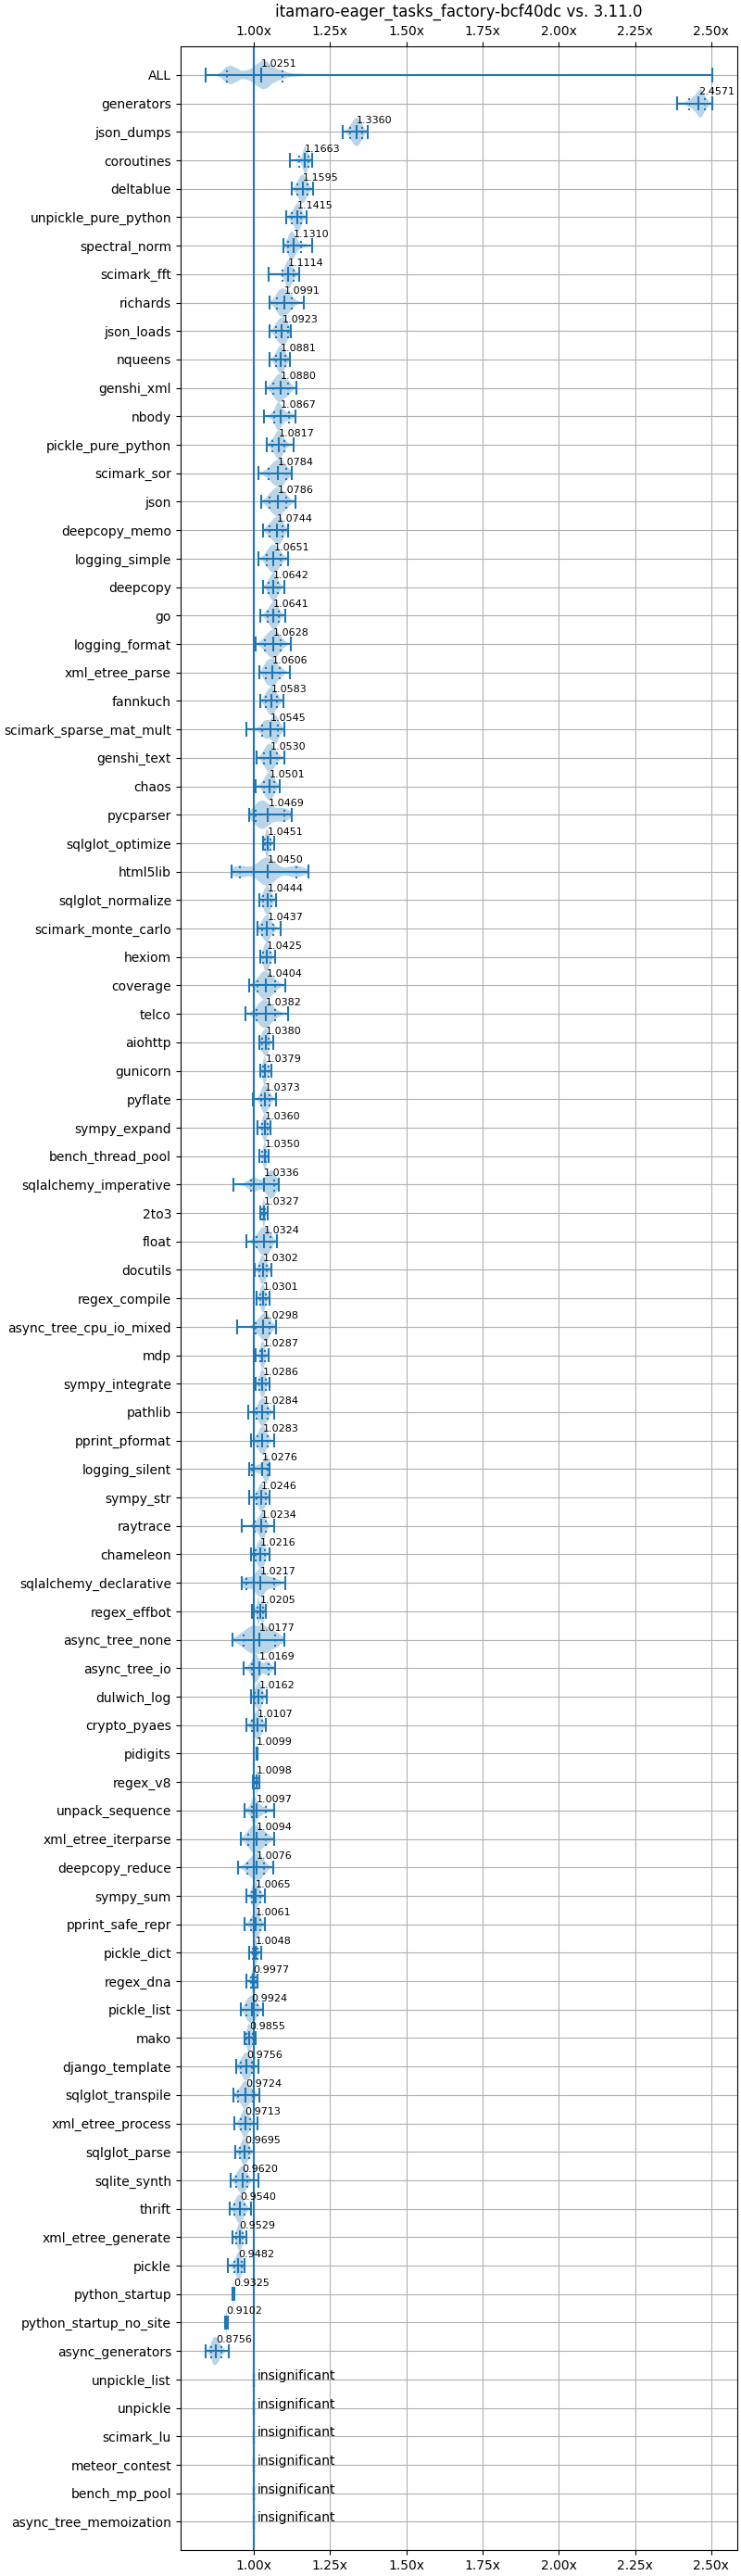 itamaro-eager_tasks_factory-bcf40dc vs. 3.11.0
1.00x 1.25x 1.50x 1.75x 2.00x 2.25x 2.50x
ALL 1.0251
generators 2.4571
json_dumps 1.3360
coroutines 1.1663
deltablue 1.1595
unpickle_pure_python 1.1415
spectral_norm 1.1310
scimark_fft 1.1114
richards 1.0991
json_loads 1.0923
nqueens 1.0881
genshi_xml 1.0880
nbody 1.0867
pickle_pure_python 1.0817
scimark_sor 1.0784
json 1.0786
deepcopy_memo 1.0744
logging_simple 1.0651
deepcopy 1.0642
go 1.0641
logging_format 1.0628
xml_etree_parse 1.0606
fannkuch 1.0583
scimark_sparse_mat_mult 1.0545
genshi_text 1.0530
chaos 1.0501
pycparser 1.0469
sqlglot_optimize 1.0451
html5lib 1.0450
sqlglot_normalize 1.0444
scimark_monte_carlo 1.0437
hexiom 1.0425
coverage 1.0404
telco 1.0382
aiohttp 1.0380
gunicorn 1.0379
pyflate 1.0373
sympy_expand 1.0360
bench_thread_pool 1.0350
sqlalchemy_imperative 1.0336
2to3 1.0327
float 1.0324
docutils 1.0302
regex_compile 1.0301
async_tree_cpu_io_mixed 1.0298
mdp 1.0287
sympy_integrate 1.0286
pathlib 1.0284
pprint_pformat 1.0283
logging_silent 1.0276
sympy_str 1.0246
raytrace 1.0234
chameleon 1.0216
sqlalchemy_declarative 1.0217
regex_effbot 1.0205
async_tree_none 1.0177
async_tree_io 1.0169
dulwich_log 1.0162
crypto_pyaes 1.0107
pidigits 1.0099
regex_v8 1.0098
unpack_sequence 1.0097
xml_etree_iterparse 1.0094
deepcopy_reduce 1.0076
sympy_sum 1.0065
pprint_safe_repr 1.0061
pickle_dict 1.0048
regex_dna 0.9977
pickle_list 0.9924
mako 0.9855
django_template 0.9756
sqlglot_transpile 0.9724
xml_etree_process 0.9713
sqlglot_parse 0.9695
sqlite_synth 0.9620
thrift 0.9540
xml_etree_generate 0.9529
pickle 0.9482
python_startup 0.9325
python_startup_no_site 0.9102
async_generators 0.8756
unpickle_list insignificant
unpickle insignificant
scimark_lu insignificant
meteor_contest insignificant
bench_mp_pool insignificant
async_tree_memoization insignificant
1.00x 1.25x 1.50x 1.75x 2.00x 2.25x 2.50x